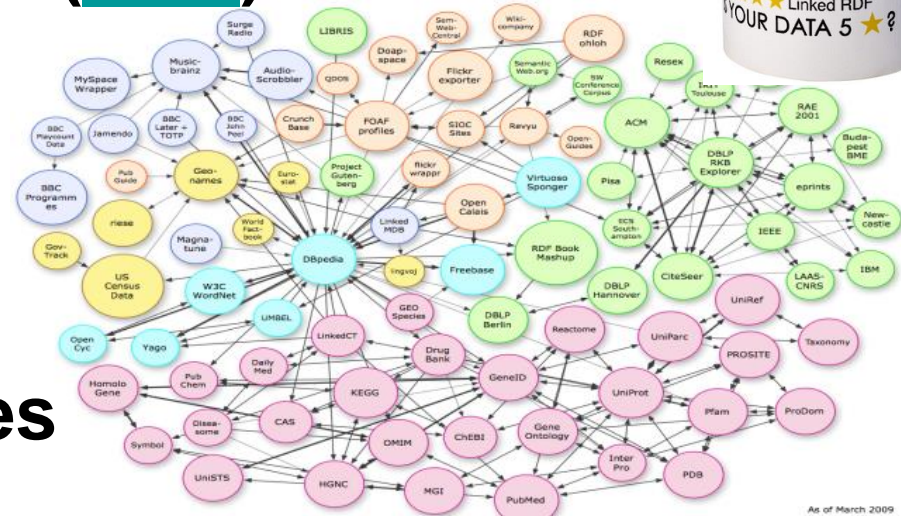 Linked RDF
YOUR DATA 5 ?
Surge
Radio
LIBRIS
Sem-
Web-
Central
Wiki-
company
RDF
ohloh
Music-
brainz
Doap-
space
Audio-
Scrobbler
MySpace
Wrapper
QDOS
Flickr
exporter
Semantic
Web.org
SW
Conference
Corpus
Resex
Toulouse
RAE
2001
BBC
Playcount
Data
Jamendo
BBC
Later +
TOTP
BBC
John
Peel
Crunch
Base
FOAF
profiles
SIOC
Sites
Revyu
Open-
Guides
ACM
Buda-
pest
BME
DBLP
RKB
Explorer
Pub
Guide
Geo-
names
Euro-
stat
Project
Guten-
berg
flickr
wrappr
Virtuoso
Sponger
Pisa
eprints
BBC
Programm
es
riese
World
Fact-
book
Linked
MDB
Open
Calais
ECS
South-
ampton
IEEE
New-
castle
Gov-
Track
Magna-
tune
DBpedia
RDF Book
Mashup
US
Census
Data
W3C
WordNet
lingvoj
Freebase
DBLP
Hannover
CiteSeer
LAAS-
CNRS
IBM
UMBEL
GEO
Species
DBLP
Berlin
UniRef
Open
Cyc
Yago
LinkedCT
Reactome
UniParc
Taxonomy
Daily
Med
Drug
Bank
PROSITE
Homolo
Gene
Pub
Chem
KEGG
GeneID
UniProt
Pfam
ProDom
es
Disea-
some
CAS
ChEBI
Gene
Ontology
Symbol
OMIM
Inter
Pro
UniSTS
HGNC
MGI
PubMed
PDB
As of March 2009